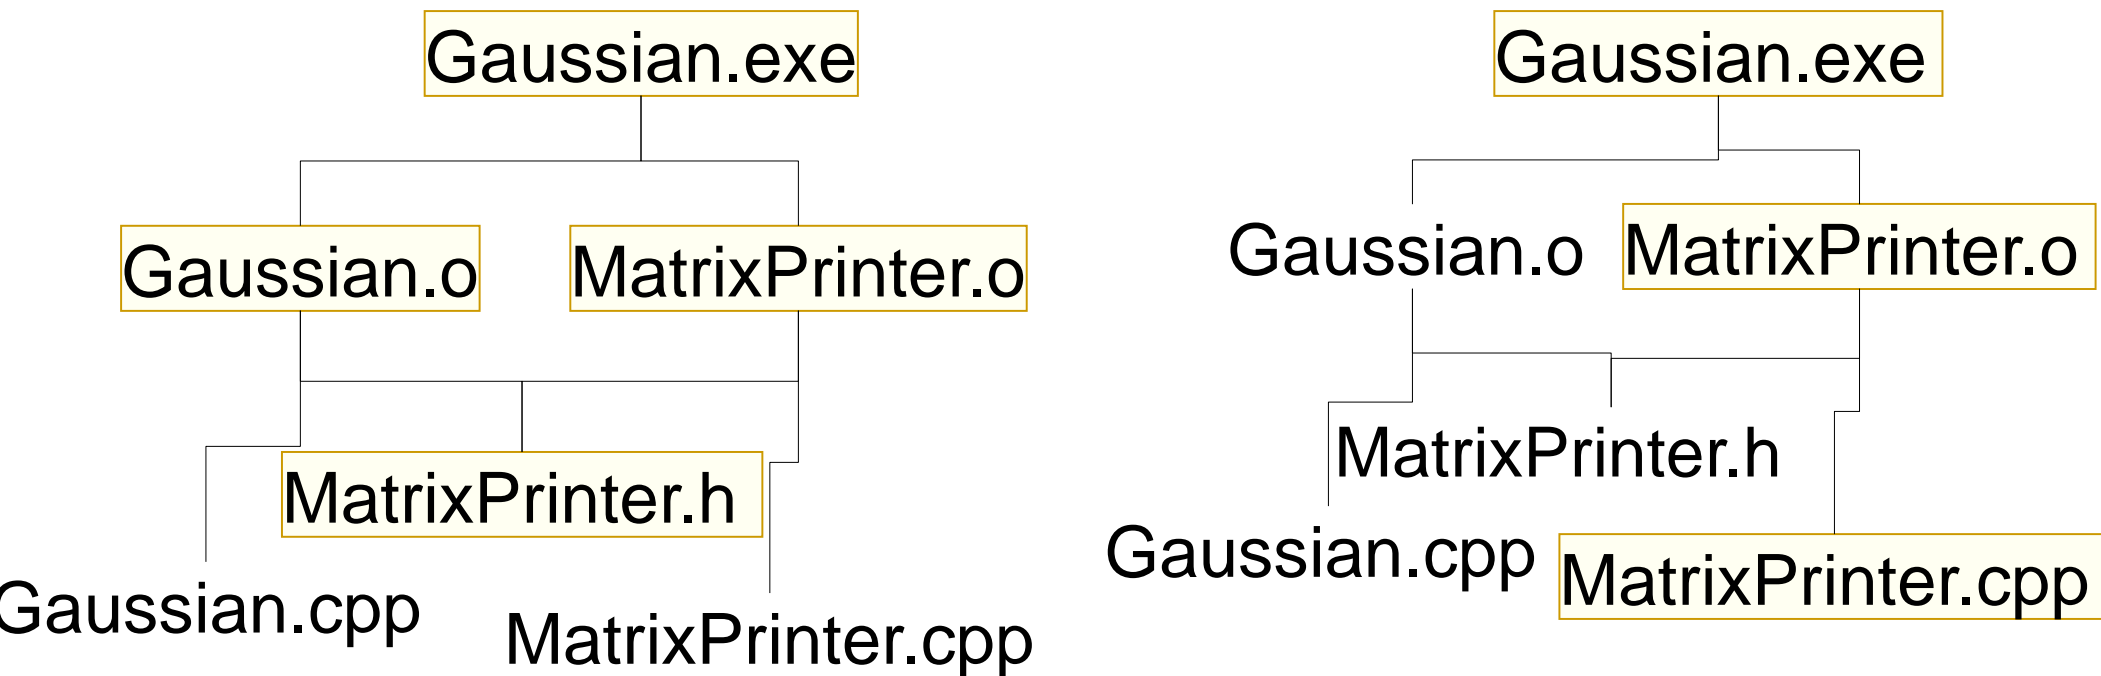 Gaussian.exe
Gaussian.o
MatrixPrinter.o
MatrixPrinter.h
Gaussian.cpp
MatrixPrinter.cpp
Gaussian.exe
Gaussian.o
MatrixPrinter.o
MatrixPrinter.h
Gaussian.cpp
MatrixPrinter.cpp